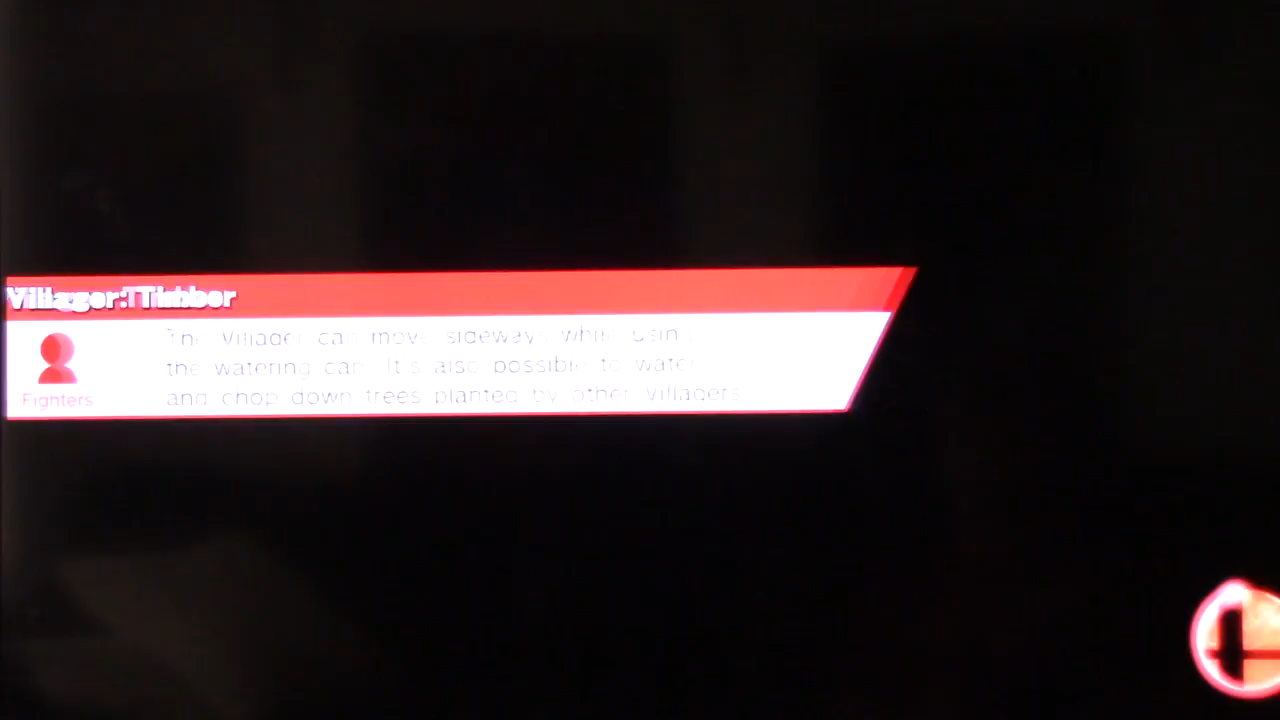 Villager: Timber
The Villager can move sideways while using
the watering can. It's also possible to water
and chop down trees planted by other Villagers.
Fighters